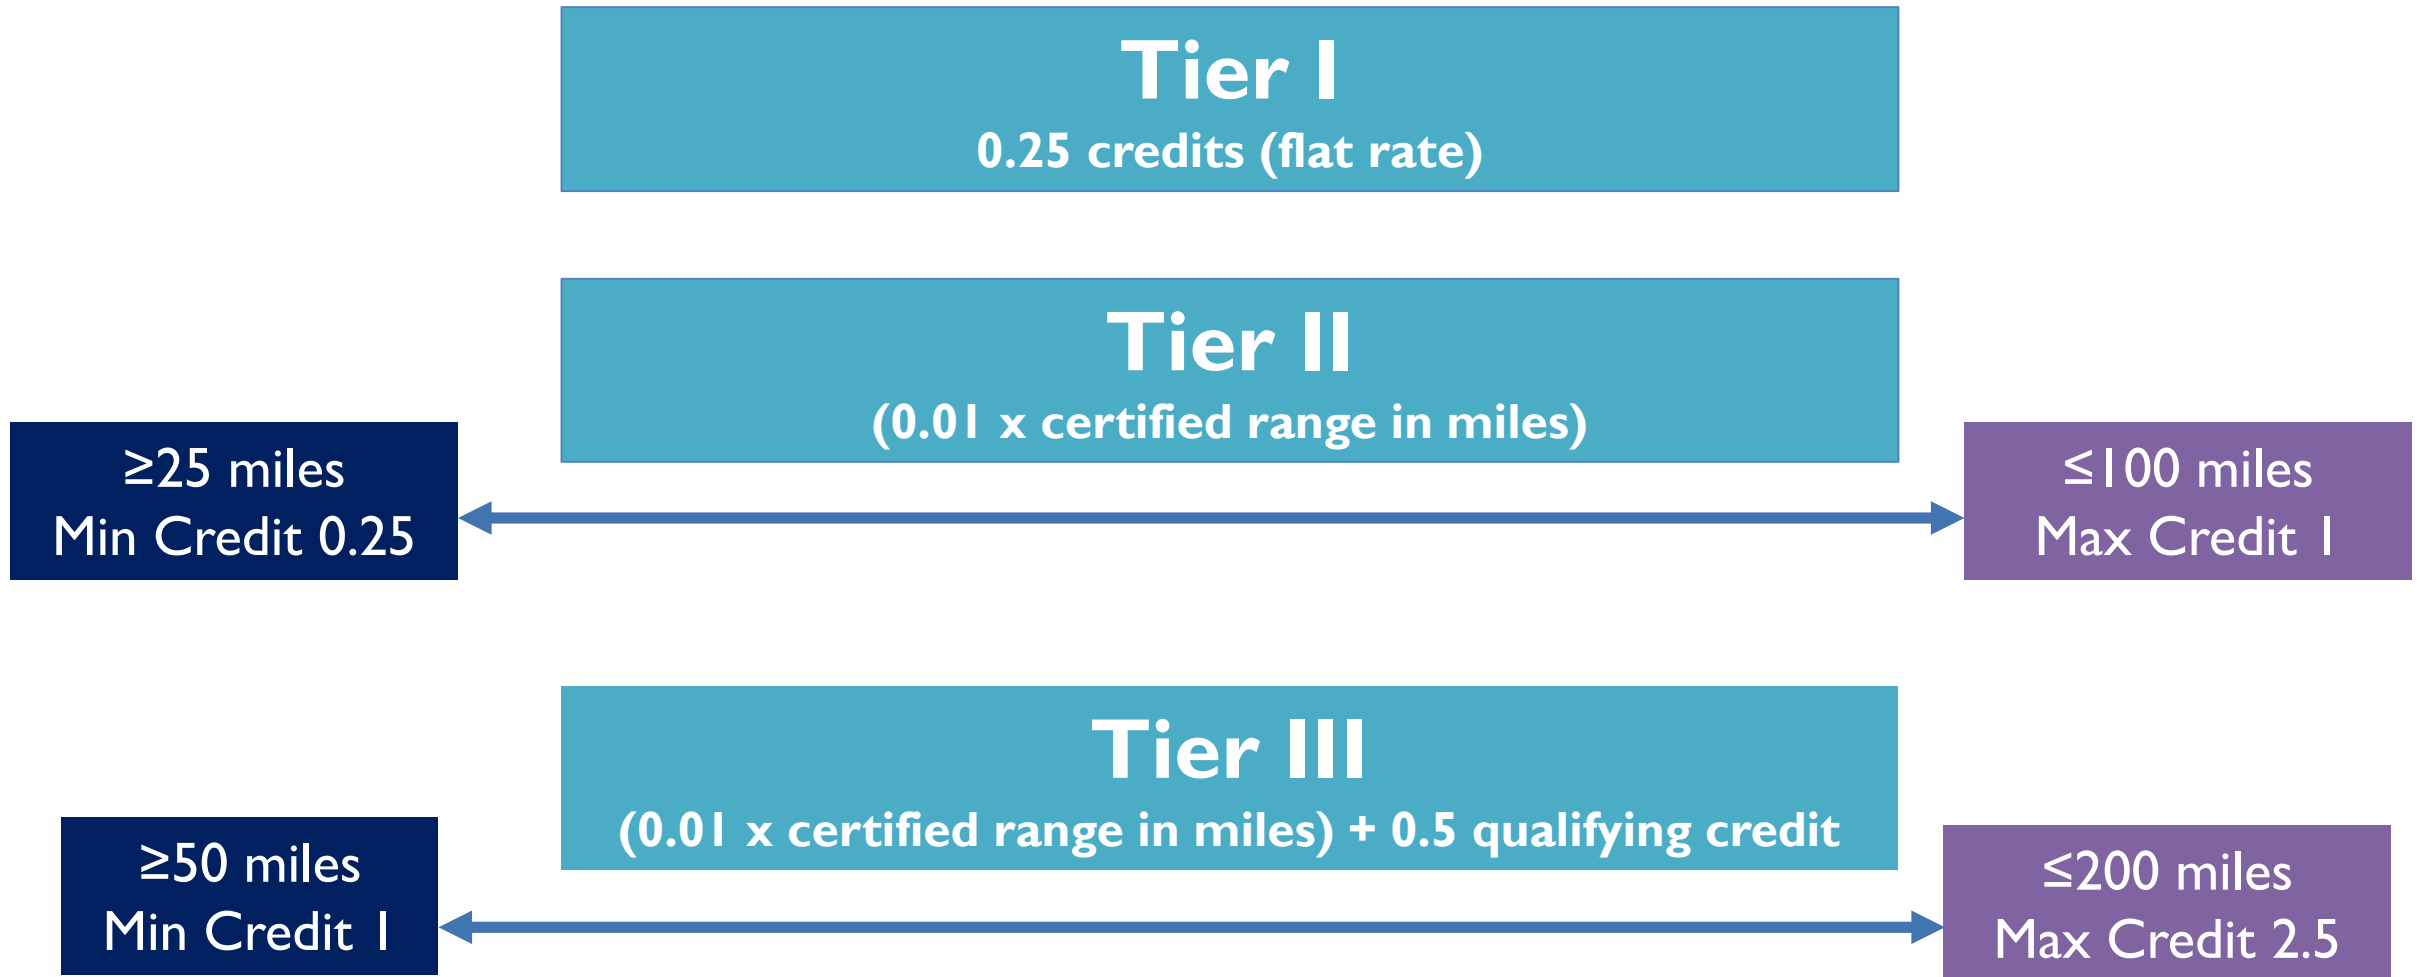 Tier I
0.25 credits (flat rate)
Tier II
(0.01 x certified range in miles)
≥25 miles
Min Credit 0.25
≤100 miles
Max Credit 1
Tier III
(0.01 x certified range in miles) + 0.5 qualifying credit
≥50 miles
Min Credit 1
≤200 miles
Max Credit 2.5